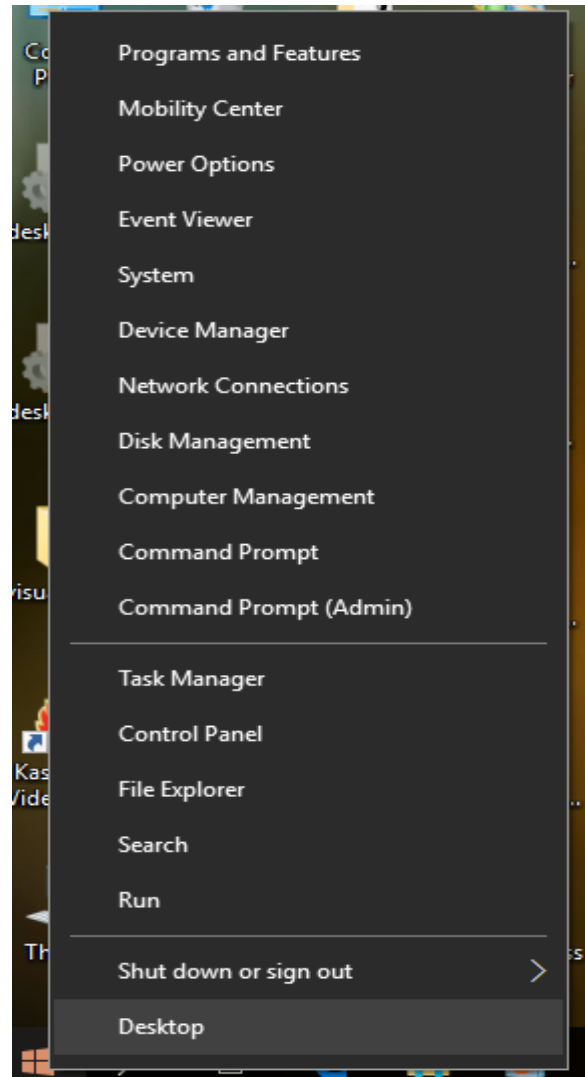 Programs and Features
Mobility Center
Power Options
Event Viewer
System
Device Manager
Network Connections
Disk Management
Computer Management
Command Prompt
Command Prompt (Admin)
Task Manager
Control Panel
File Explorer
Search
Run
Shut down or sign out
Desktop